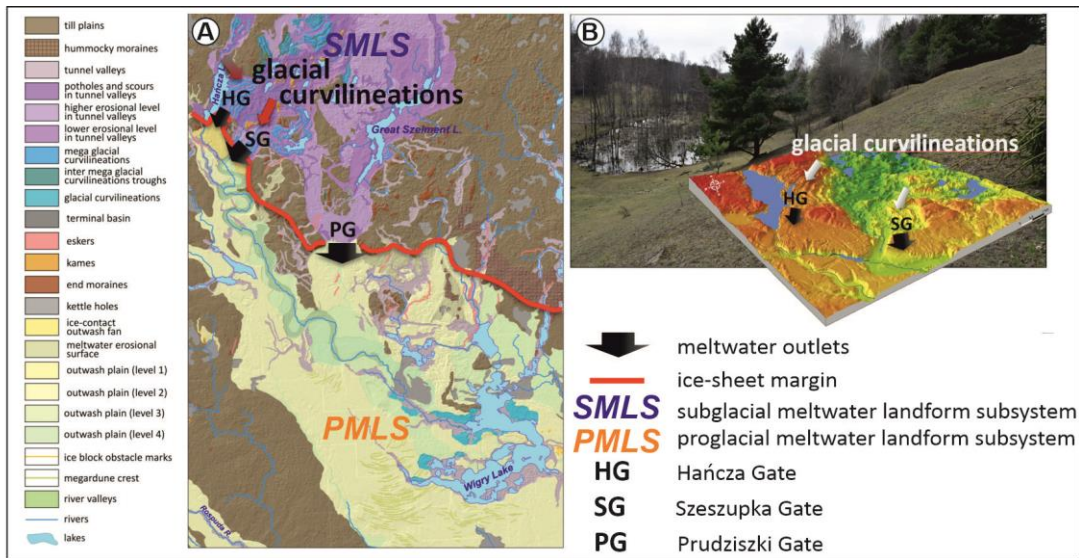 till plains
hummocky moraines
tunnel valleys
potholes and scours
in tunnel valleys
higher erosional level
in tunnel valleys
lower erosional level
in tunnel valleys
mega glacial
curvilineations
inter mega glacial
curvilineations troughs
glacial curvilineations
terminal basin
eskers
kames
end moraines
kettle holes
ice-contact
outwash fan
meltwater erosional
surface
outwash plain (level 1)
outwash plain (level 2)
outwash plain (level 3)
outwash plain (level 4)
ice block obstacle marks
megadune crest
river valleys
rivers
lakes
A
SMLS
glacial
curvilineations
Hańcza L.
HG
SG
Great Szelment L.
PG
PMLS
Wigry Lake
Rospuda R.
B
glacial curvilineations
HG
SG
meltwater outlets
ice-sheet margin
SMLS subglacial meltwater landform subsystem
PMLS proglacial meltwater landform subsystem
HG Hańcza Gate
SG Szeszupka Gate
PG Prudziszki Gate